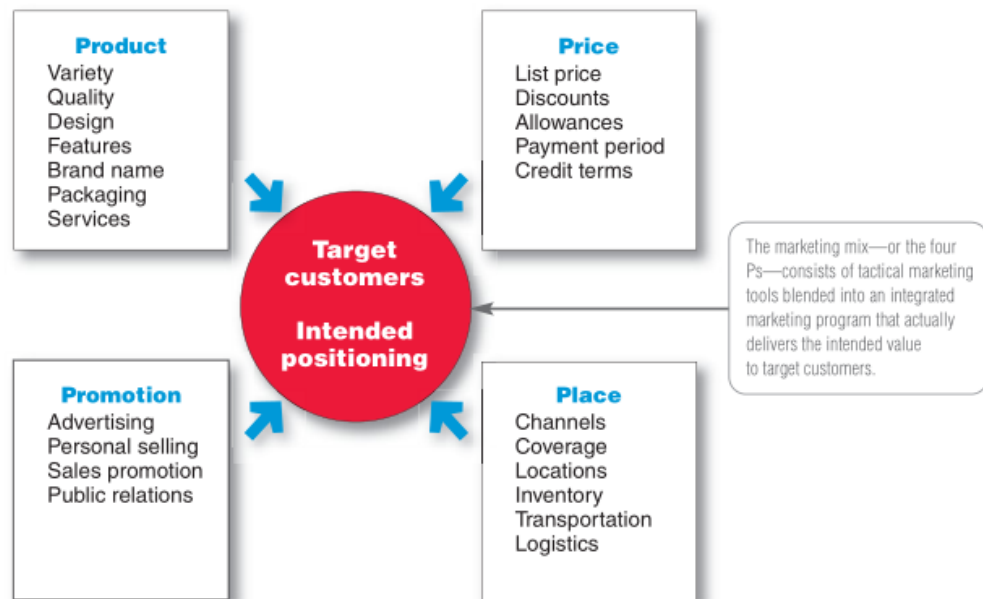 Product
Variety
Quality
Design
Features
Brand name
Packaging
Services
Price
List price
Discounts
Allowances
Payment period
Credit terms
Target
customers
Intended
positioning
The marketing mix—or the four
Ps—consists of tactical marketing
tools blended into an integrated
marketing program that actually
delivers the intended value
to target customers.
Promotion
Advertising
Personal selling
Sales promotion
Public relations
Place
Channels
Coverage
Locations
Inventory
Transportation
Logistics